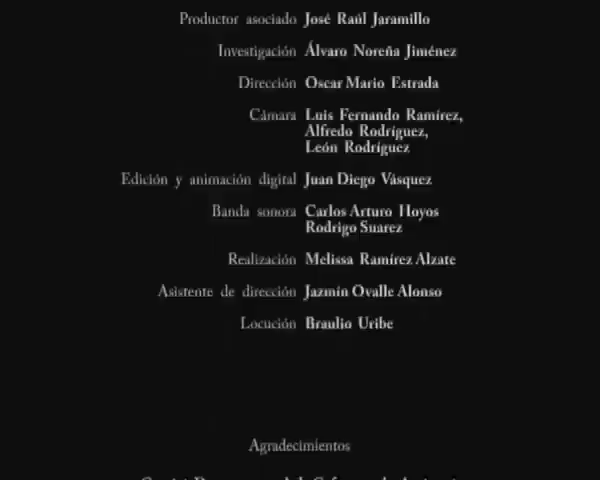 Productor asociado José Raúl Jaramillo
Investigación Álvaro Noreña Jiménez
Dirección Oscar Mario Estrada
Cámara Luis Fernando Ramírez,
Alfredo Rodríguez,
León Rodríguez
Edición y animación digital Juan Diego Vásquez
Banda sonora Carlos Arturo Hoyos
Rodrigo Suarez
Realización Melissa Ramírez Alzate
Asistente de dirección Jazmín Ovalle Alonso
Locución Braulio Uribe
Agradecimientos